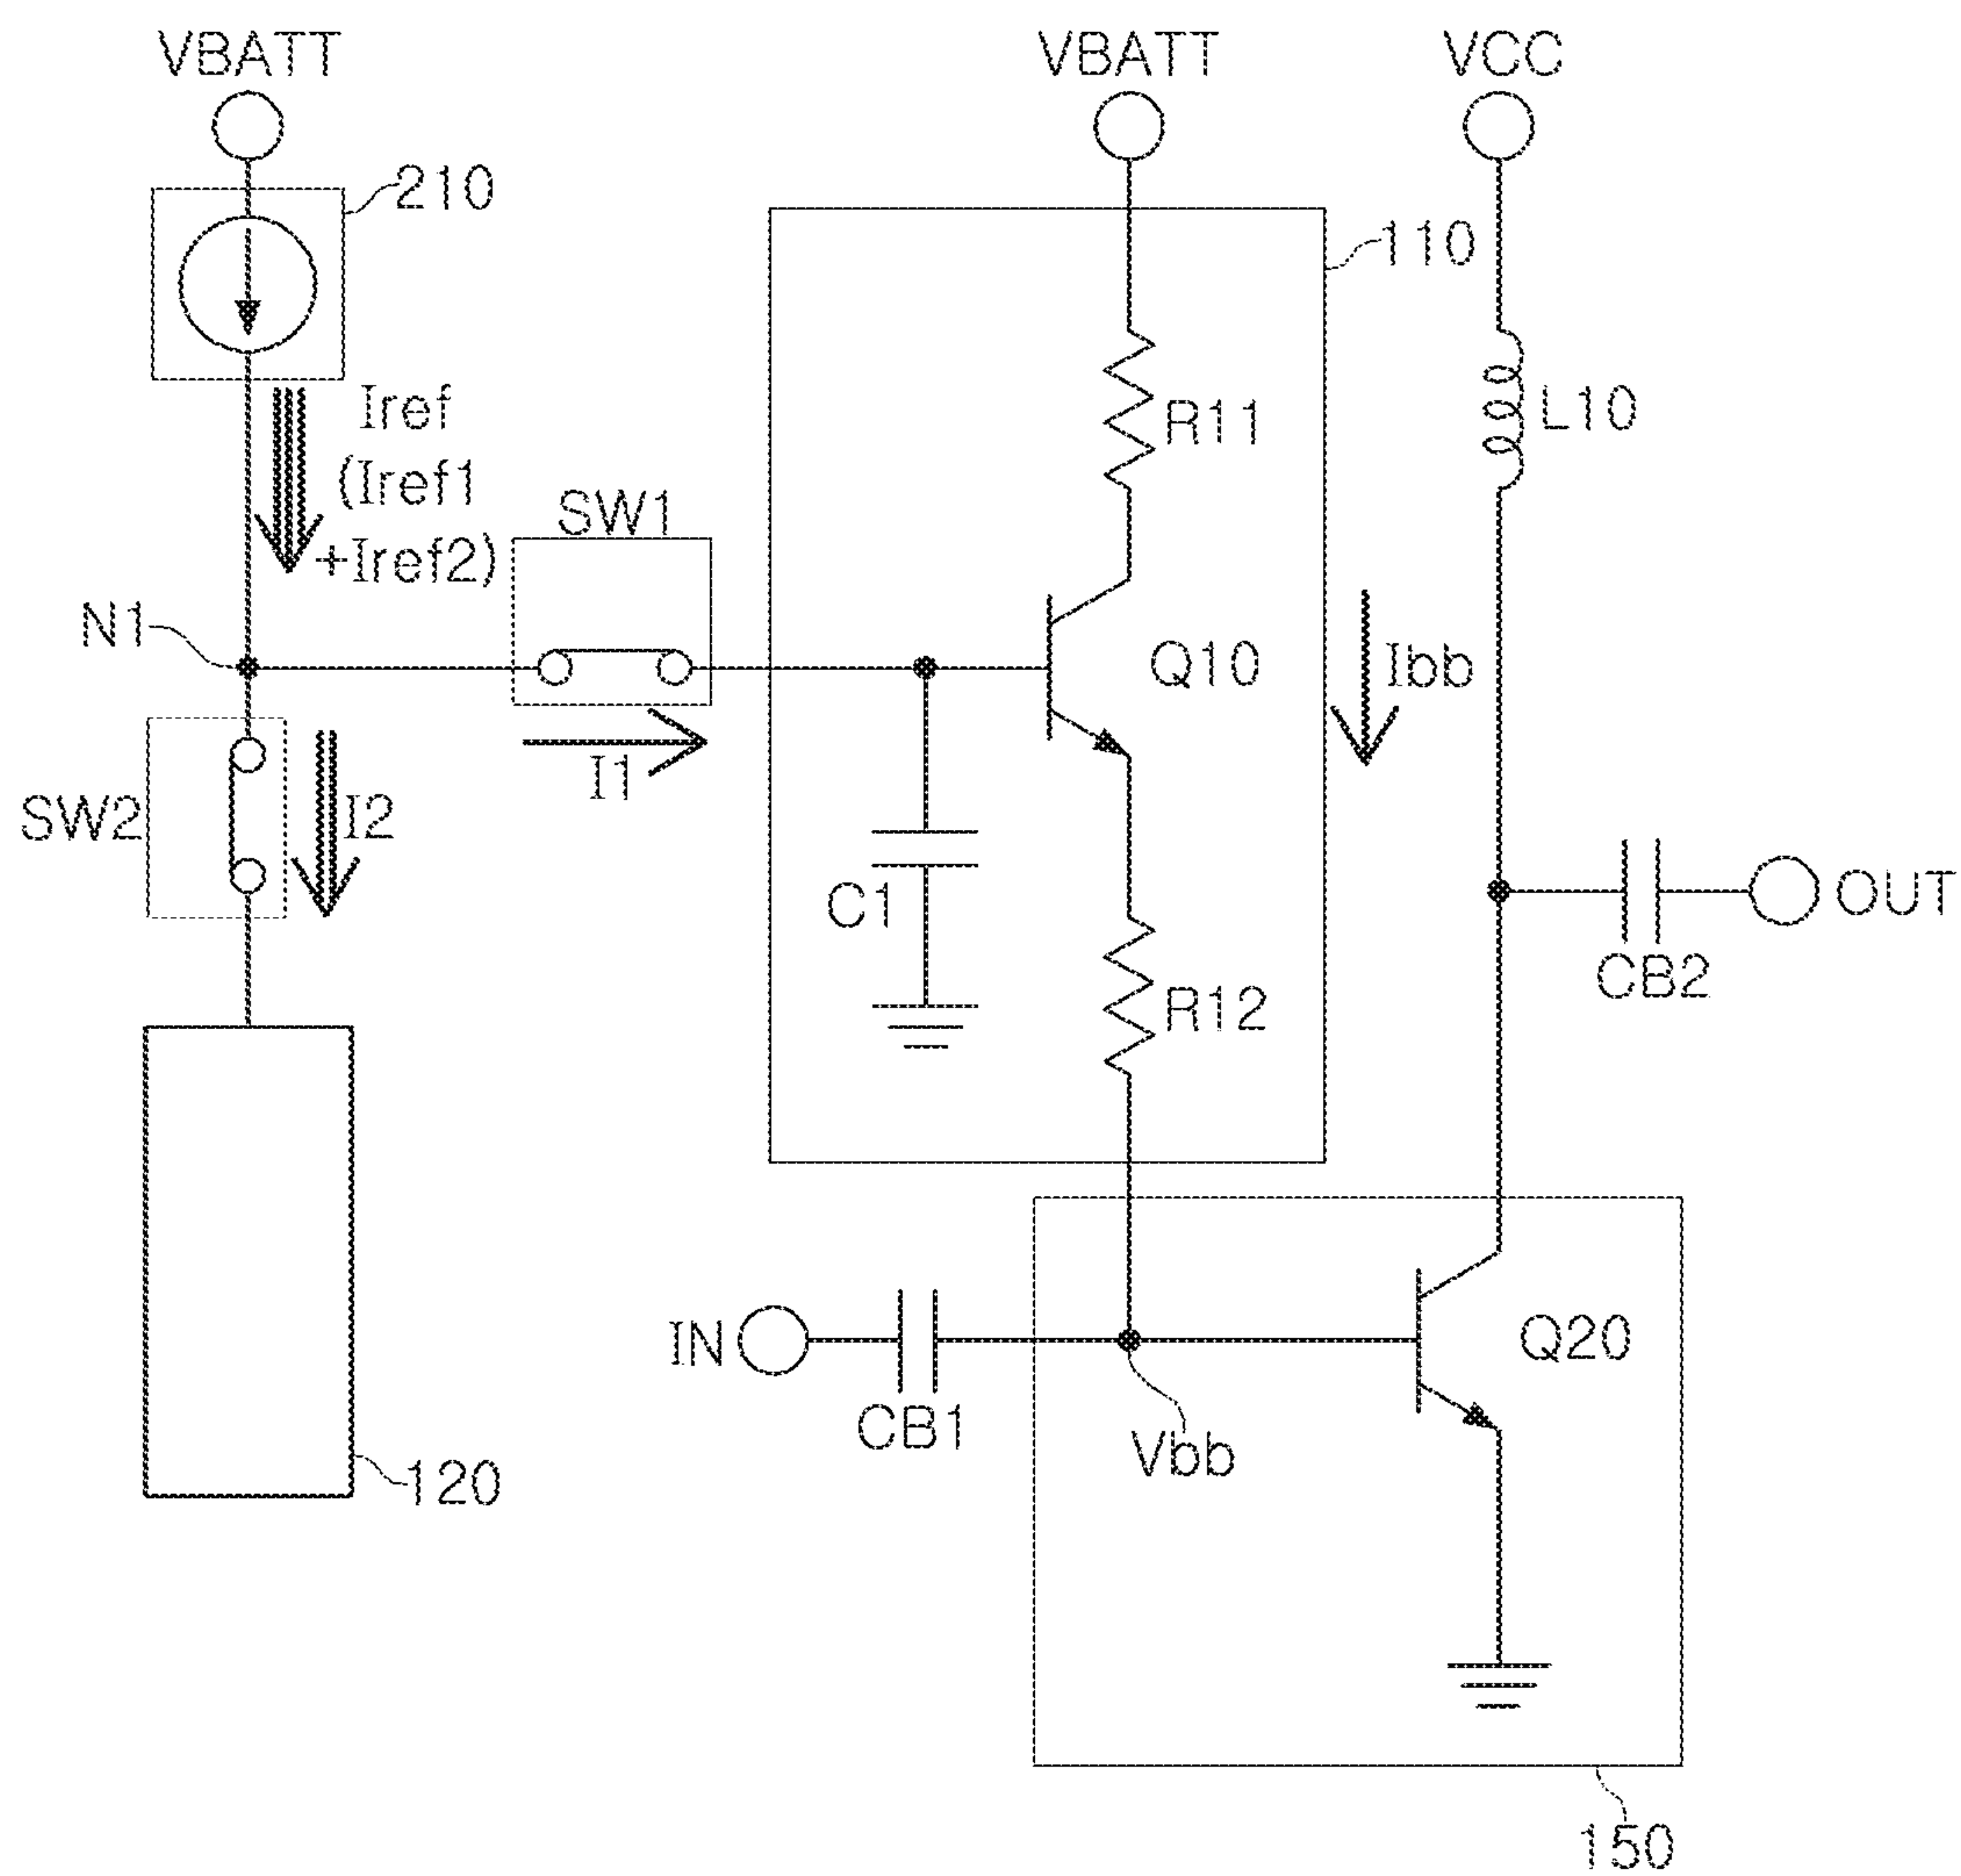 VBATT
VBATT
VCC
210
110
Iref
(Iref1
+Iref2)
R11
L10
SW1
N1
Q10
Ibb
I1
SW2
I2
C1
OUT
CB2
R12
IN
Q20
CB1
Vbb
120
150